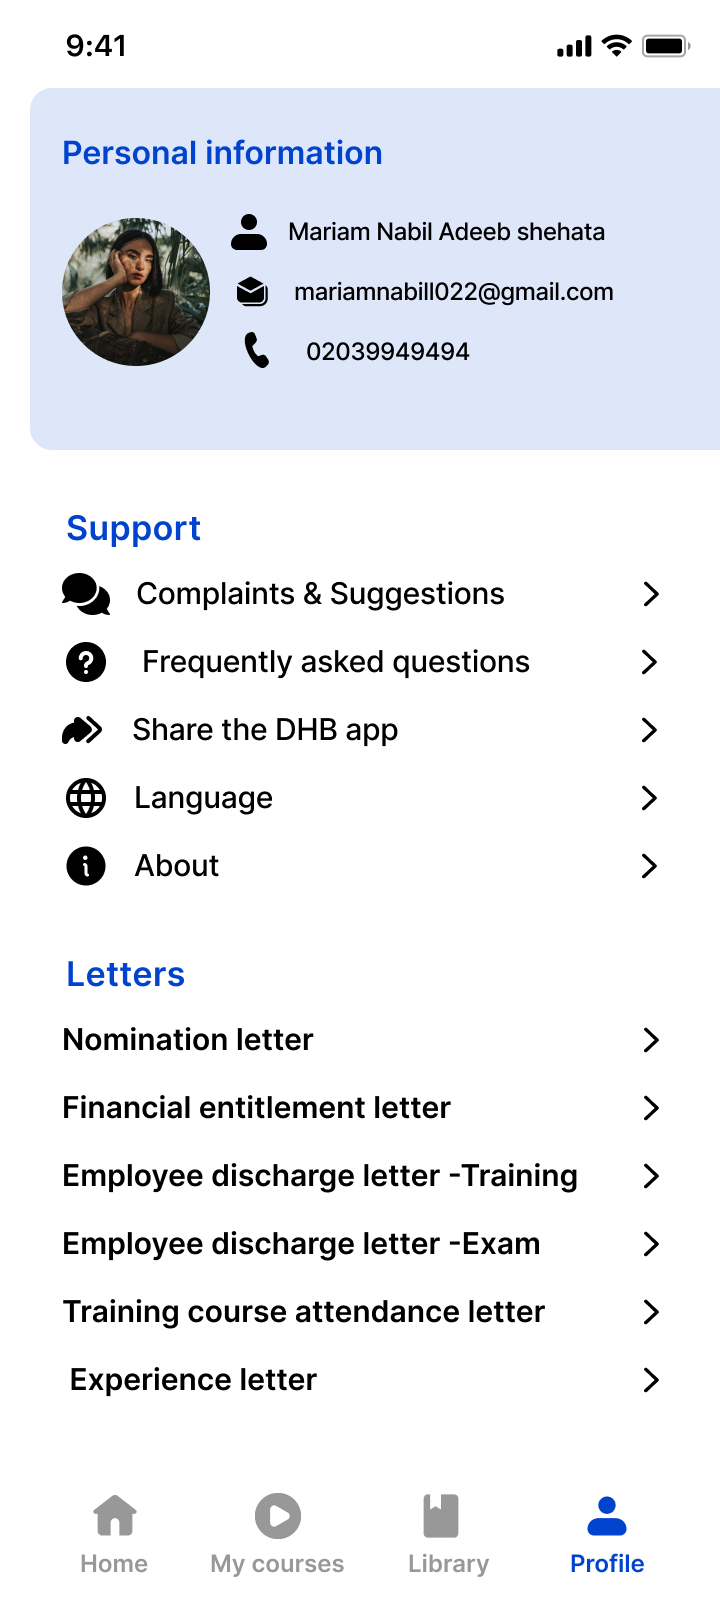 9:41
Personal information
Mariam Nabil Adeeb shehata
mariamnabill022@gmail.com
02039949494
Support
Complaints & Suggestions
Frequently asked questions
Share the DHB app
Language
About
Letters
Nomination letter
Financial entitlement letter
Employee discharge letter -Training
Employee discharge letter -Exam
Training course attendance letter
Experience letter
Home My courses Library Profile